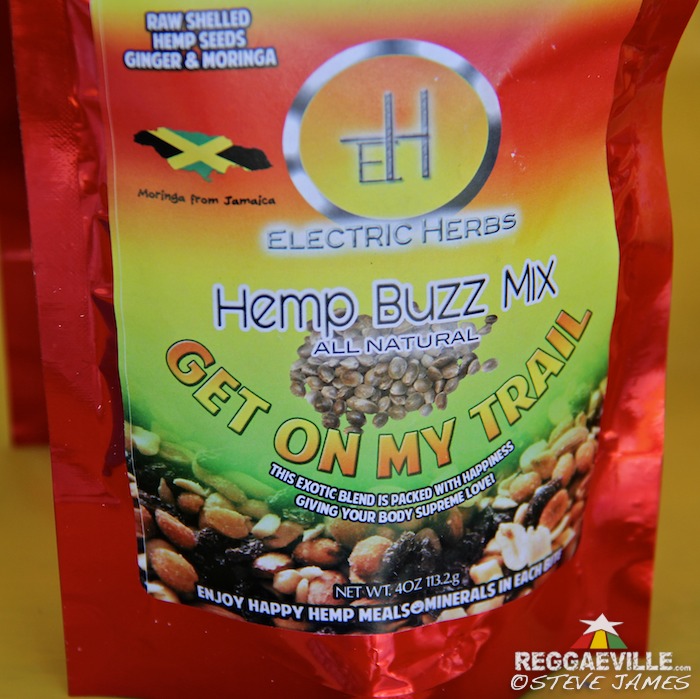 RAW SHELLED
HEMP SEEDS
GINGER & MORINGA
EH
Moringa from Jamaica
ELECTRIC HERBS
Hemp Buzz Mix
ALL NATURAL
GET ON MY TRAIL
THIS EXOTIC BLEND IS PACKED WITH HAPPINESS
GIVING YOUR BODY SUPREME LOVE!
NET WT. 4OZ 113.2g
ENJOY HAPPY HEMP MEALS MINERALS IN EACH BITE
REGGAEVILLE.com
© STEVE JAMES